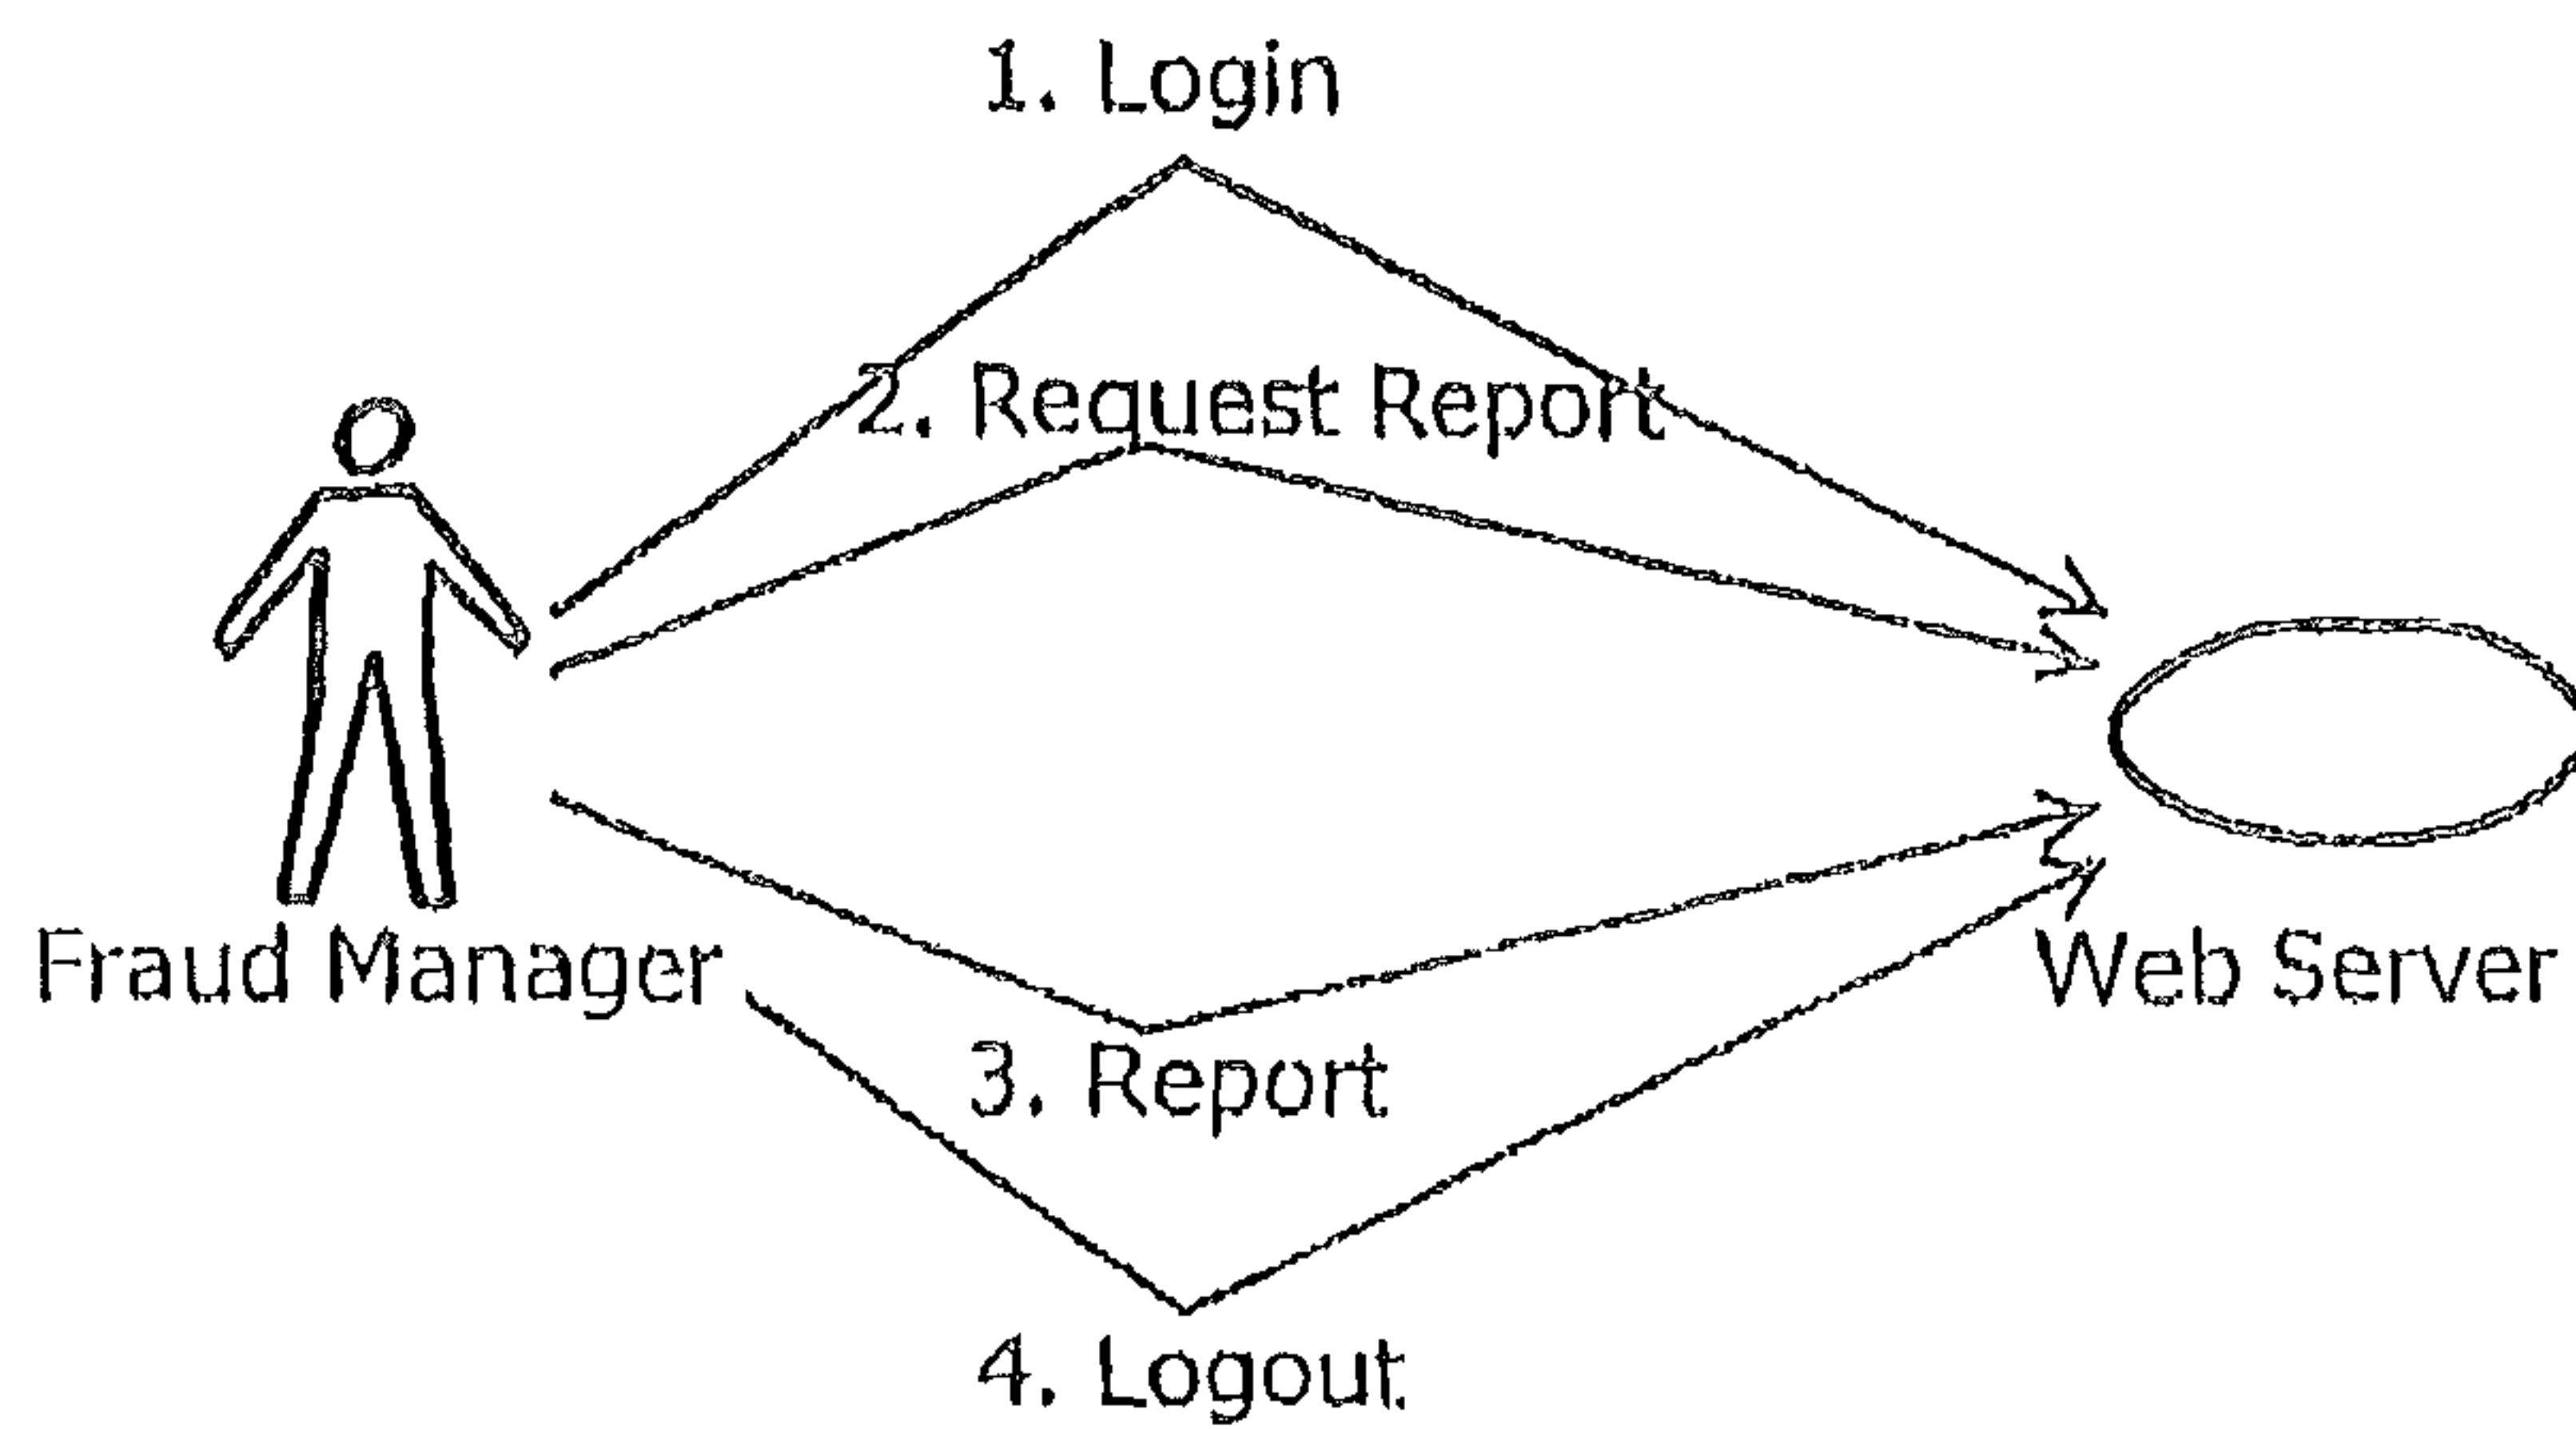 1. Login
2. Request Report
Fraud Manager
Web Server
3. Report
4. Logout